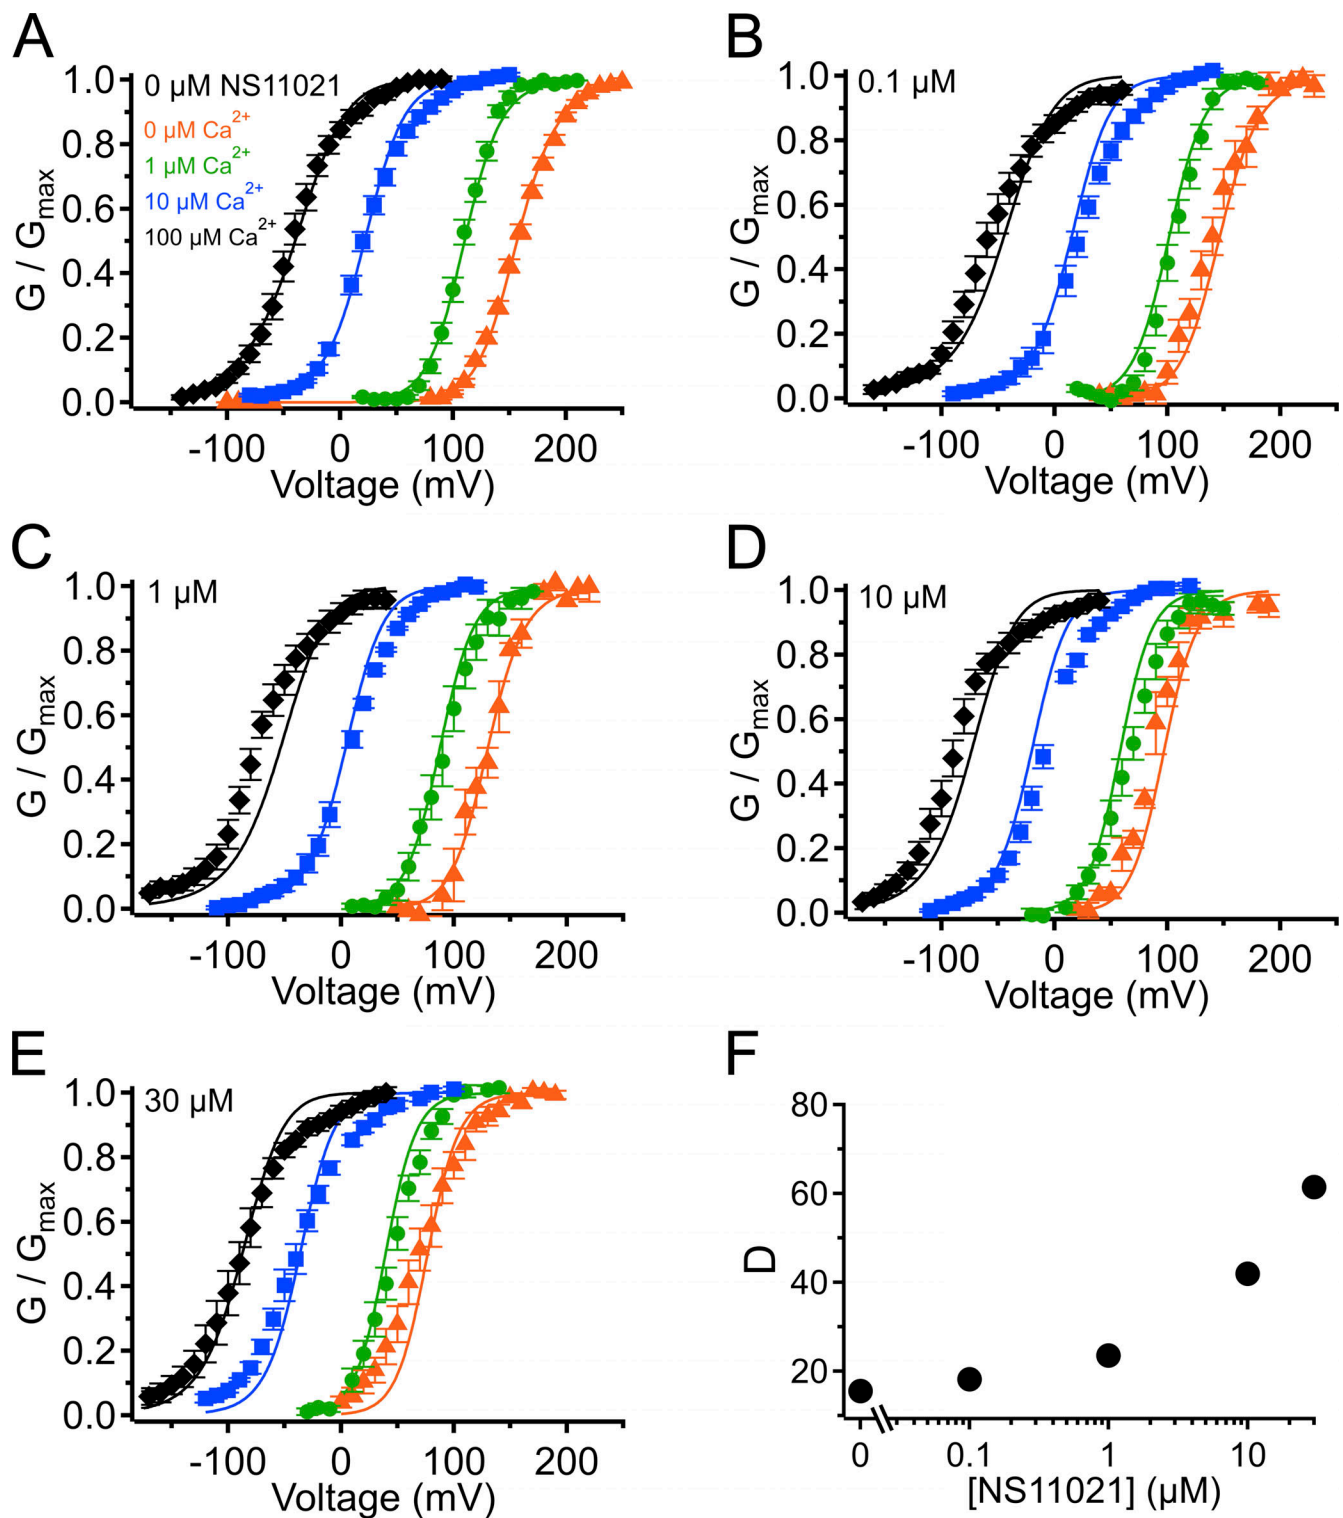 A
1.0
0.8
0.6
0.4
0.2
0.0
G / Gmax
0 µM NS11021
0 µM Ca2+
1 µM Ca2+
10 µM Ca2+
100 µM Ca2+
-100 0 100 200
Voltage (mV)
B
1.0
0.8
0.6
0.4
0.2
0.0
G / Gmax
0.1 µM
-100 0 100 200
Voltage (mV)
C
1.0
0.8
0.6
0.4
0.2
0.0
G / Gmax
1 µM
-100 0 100 200
Voltage (mV)
D
1.0
0.8
0.6
0.4
0.2
0.0
G / Gmax
10 µM
-100 0 100 200
Voltage (mV)
E
1.0
0.8
0.6
0.4
0.2
0.0
G / Gmax
30 µM
-100 0 100 200
Voltage (mV)
F
80
60
40
20
D
0 0.1 1 10
[NS11021] (µM)